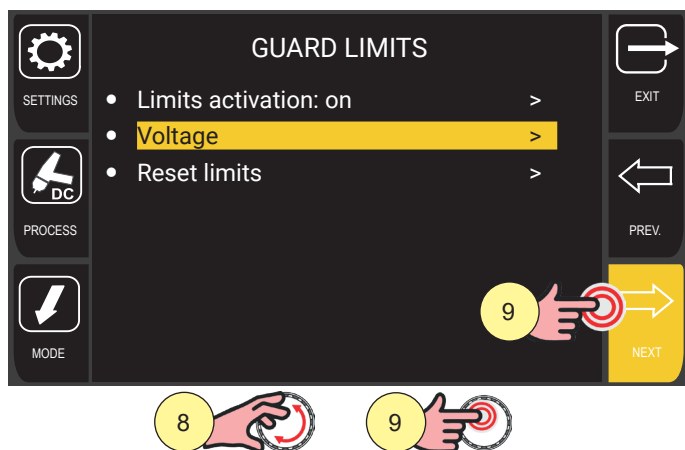 GUARD LIMITS
SETTINGS
• Limits activation: on >
EXIT
• Voltage >
• Reset limits >
DC
PROCESS
PREV.
9
MODE
NEXT
8
9